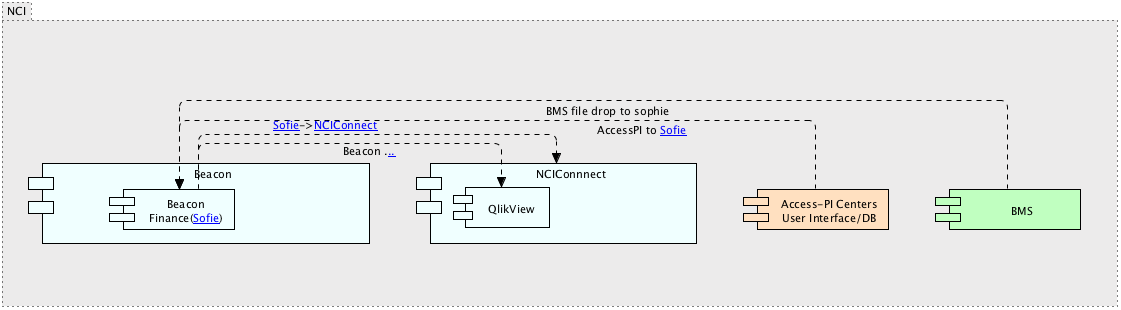 NCI
BMS file drop to sophie
Sofie->NCIConnect
AccessPI to Sofie
Beacon ...
Beacon
NCIConnnect
Beacon
Finance(Sofie)
QlikView
Access-PI Centers
User Interface/DB
BMS